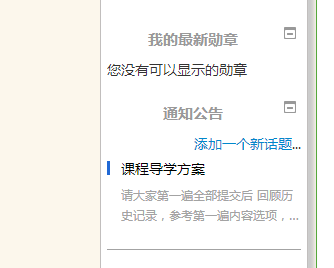 我的最新勋章
您没有可以显示的勋章
通知公告
添加一个新话题...
课程导学方案
请大家第一遍全部提交后 回顾历
史记录，参考第一遍内容选项，...